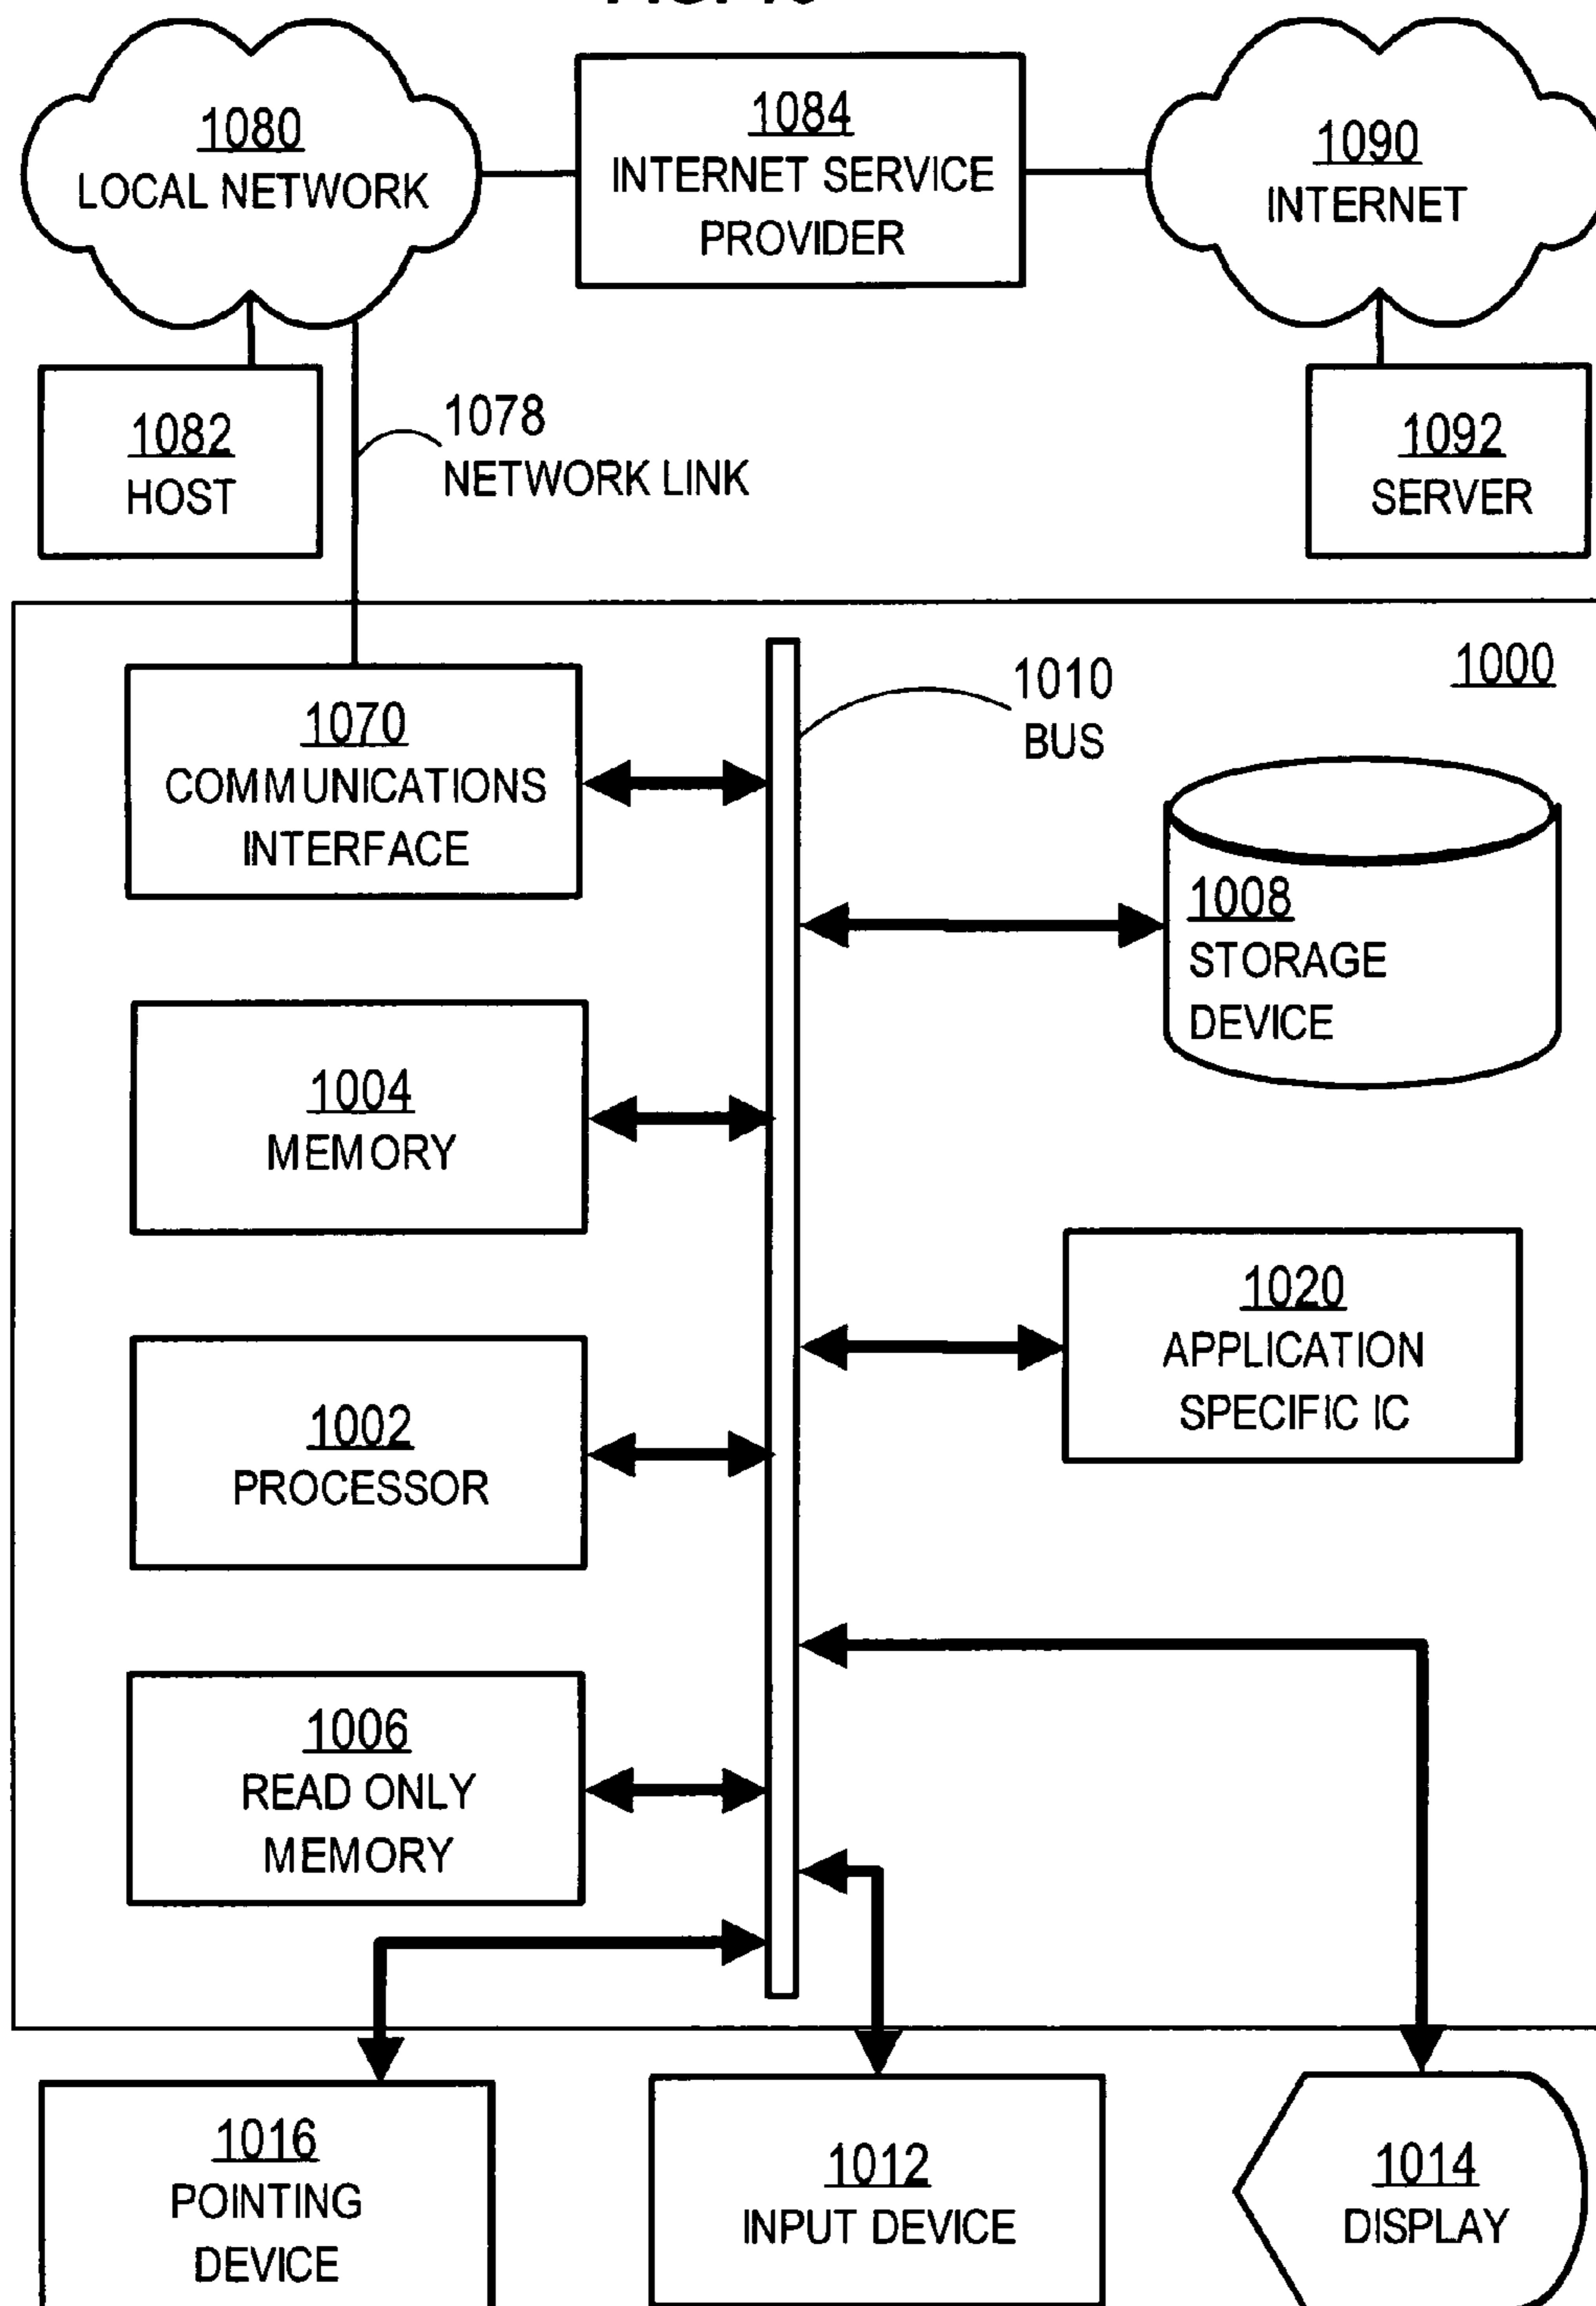 1080
LOCAL NETWORK
1084
INTERNET SERVICE
PROVIDER
1090
INTERNET
1082
HOST
1078
NETWORK LINK
1092
SERVER
1000
1070
COMMUNICATIONS
INTERFACE
1010
BUS
1008
STORAGE
DEVICE
1004
MEMORY
1020
APPLICATION
SPECIFIC IC
1002
PROCESSOR
1006
READ ONLY
MEMORY
1016
POINTING
DEVICE
1012
INPUT DEVICE
1014
DISPLAY